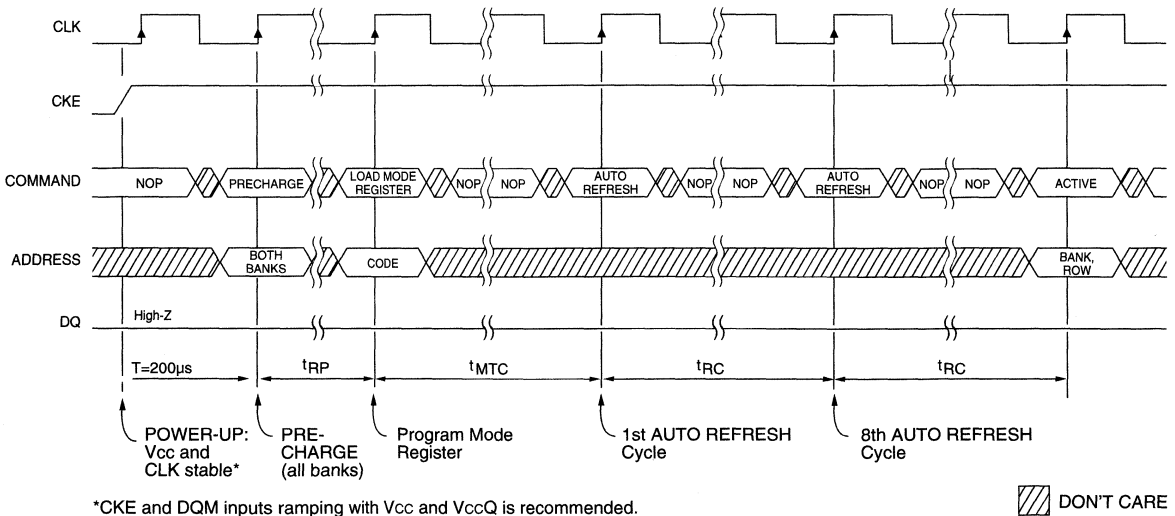 CLK
CKE
COMMAND
NOP
PRECHARGE
LOAD MODE
REGISTER
NOP
NOP
AUTO
REFRESH
NOP
NOP
AUTO
REFRESH
NOP
NOP
ACTIVE
ADDRESS
BOTH
BANKS
CODE
BANK,
ROW
DQ
High-Z
T=200µs
tRP
tMTC
tRC
tRC
POWER-UP:
Vcc and
CLK stable*
PRE-
CHARGE
(all banks)
Program Mode
Register
1st AUTO REFRESH
Cycle
8th AUTO REFRESH
Cycle
*CKE and DQM inputs ramping with Vcc and VccQ is recommended.
DON'T CARE